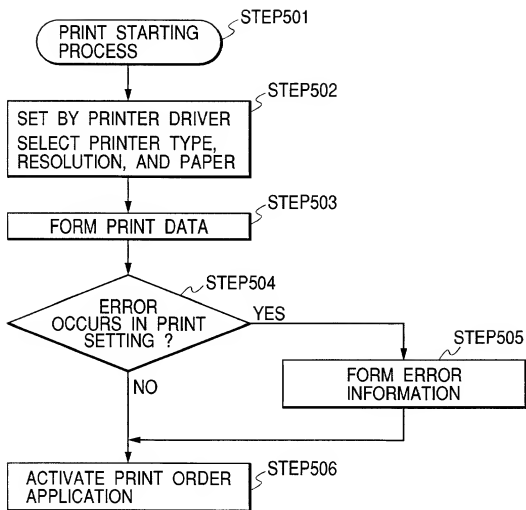 STEP501
PRINT STARTING
PROCESS
STEP502
SET BY PRINTER DRIVER
SELECT PRINTER TYPE,
RESOLUTION, AND PAPER
STEP503
FORM PRINT DATA
STEP504
ERROR
OCCURS IN PRINT
SETTING ?
YES
NO
STEP505
FORM ERROR
INFORMATION
STEP506
ACTIVATE PRINT ORDER
APPLICATION